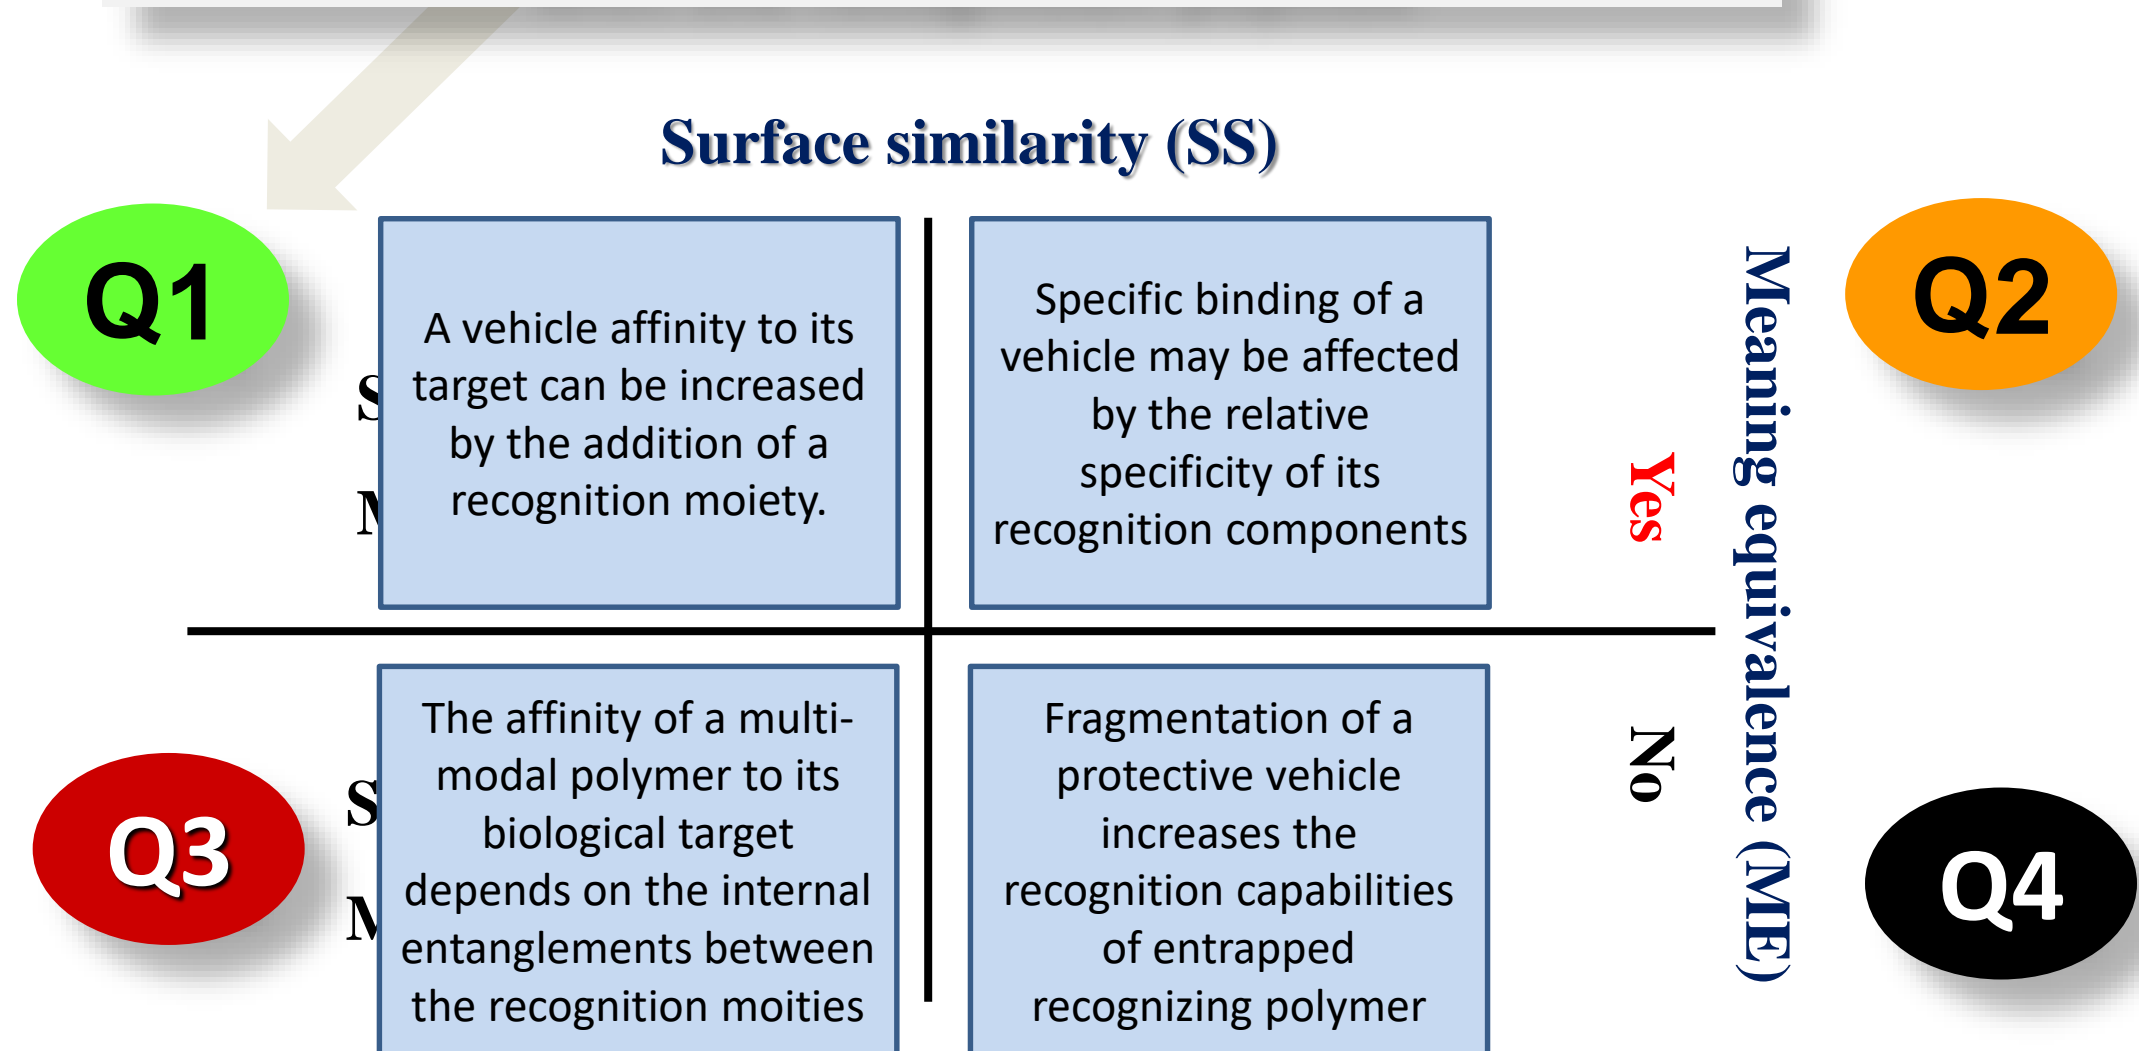 Surface similarity (SS)
Q1
A vehicle affinity to its
target can be increased
by the addition of a
recognition moiety.
Specific binding of a
vehicle may be affected
by the relative
specificity of its
recognition components
Q2
Yes
Meaning equivalence (ME)
Q3
The affinity of a multi-
modal polymer to its
biological target
depends on the internal
entanglements between
the recognition moities
Fragmentation of a
protective vehicle
increases the
recognition capabilities
of entrapped
recognizing polymer
No
Q4